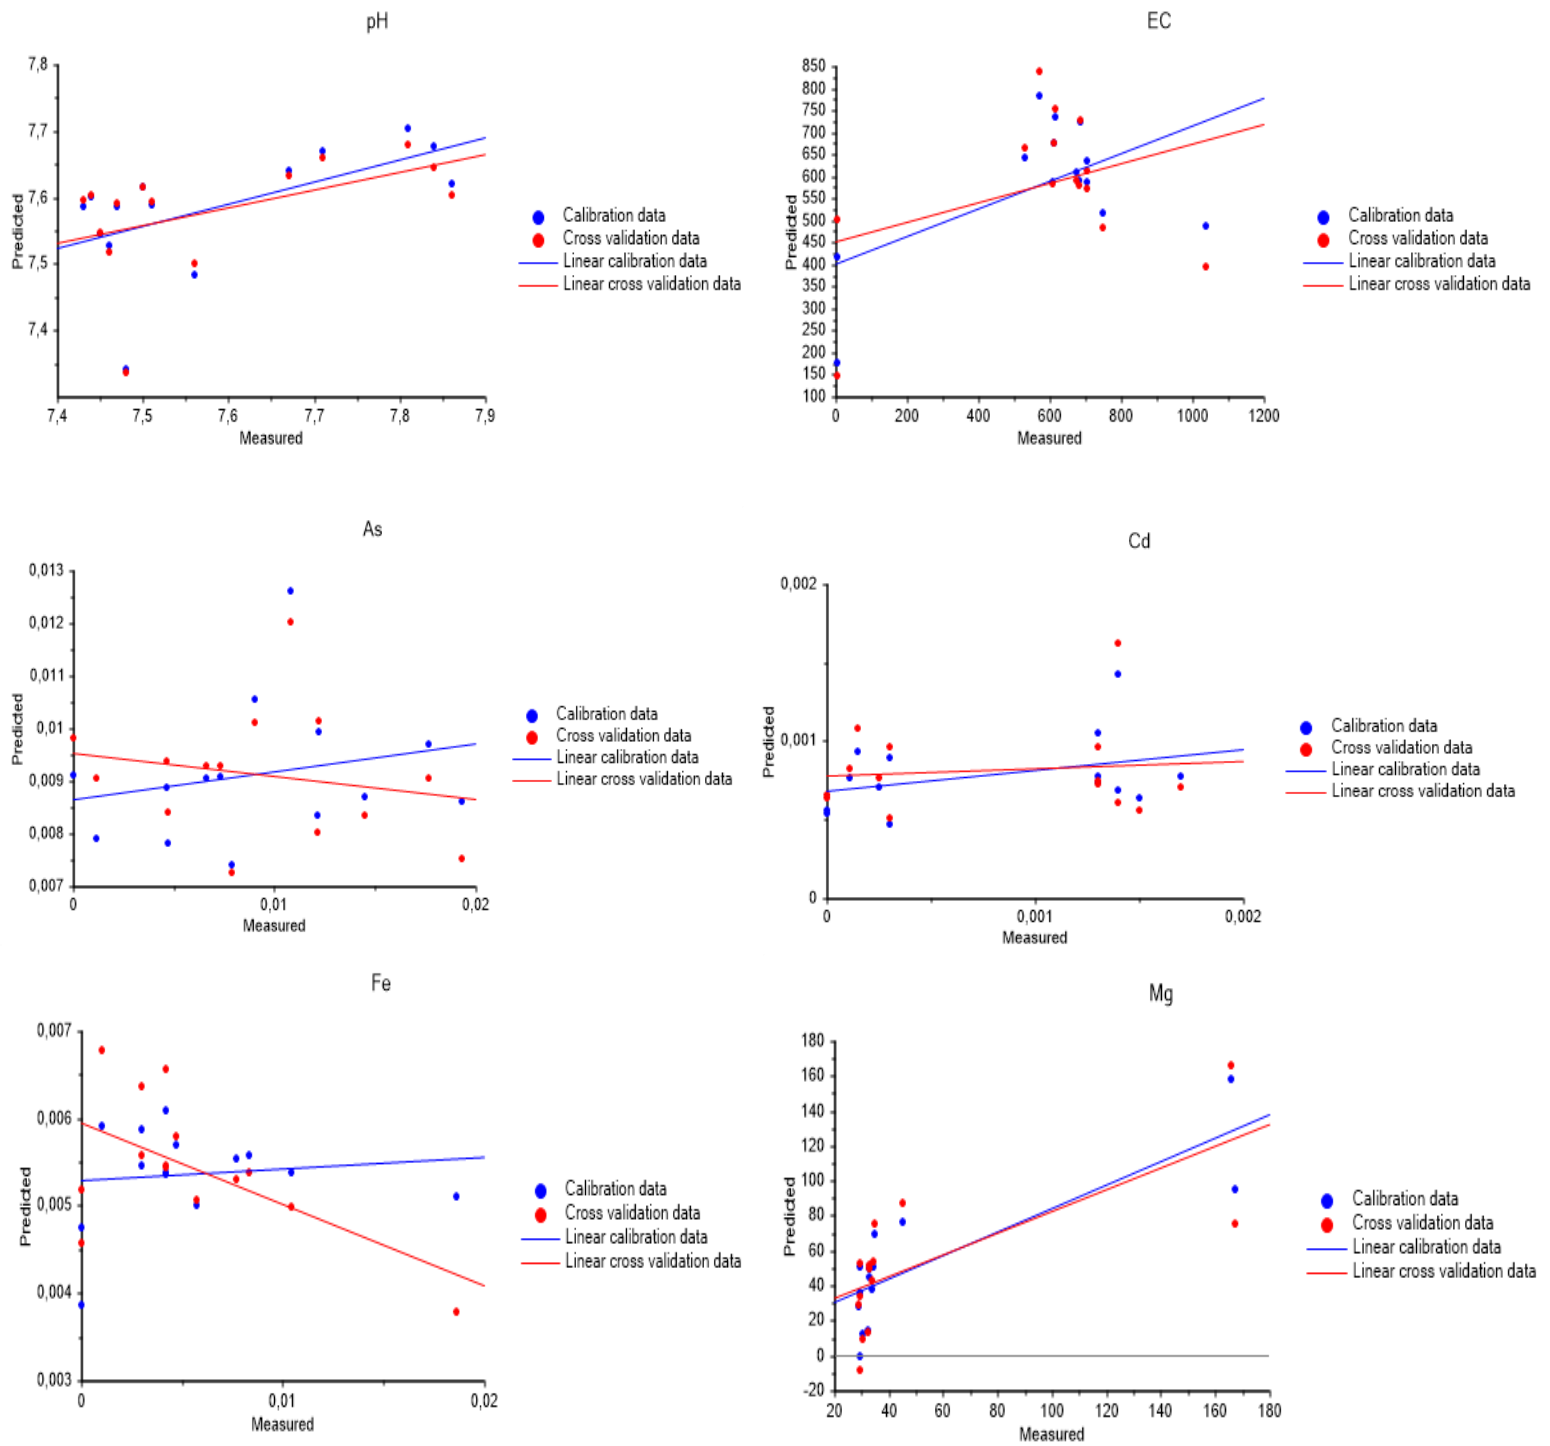 pH
7,8
7,7
7,6
7,5
7,4
Predicted
7,4
7,5
7,6
7,7
7,8
7,9
Measured
Calibration data
Cross validation data
Linear calibration data
Linear cross validation data
EC
850
800
750
700
650
600
550
500
450
400
350
300
250
200
150
100
Predicted
0
200
400
600
800
1000
1200
Measured
Calibration data
Cross validation data
Linear calibration data
Linear cross validation data
As
0,013
0,012
0,011
0,01
0,009
0,008
0,007
Predicted
0
0,01
0,02
Measured
Calibration data
Cross validation data
Linear calibration data
Linear cross validation data
Cd
0,002
0,001
0
Predicted
0
0,001
0,002
Measured
Calibration data
Cross validation data
Linear calibration data
Linear cross validation data
Fe
0,007
0,006
0,005
0,004
0,003
Predicted
0
0,01
0,02
Measured
Calibration data
Cross validation data
Linear calibration data
Linear cross validation data
Mg
180
160
140
120
100
80
60
40
20
0
-20
Predicted
20
40
60
80
100
120
140
160
180
Measured
Calibration data
Cross validation data
Linear calibration data
Linear cross validation data